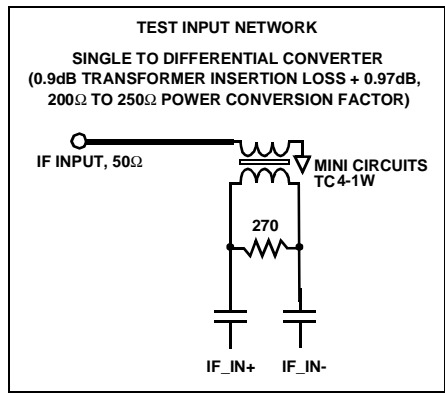 TEST INPUT NETWORK
SINGLE TO DIFFERENTIAL CONVERTER
(0.9dB TRANSFORMER INSERTION LOSS + 0.97dB,
200Ω TO 250Ω POWER CONVERSION FACTOR)
IF INPUT, 50Ω
MINI CIRCUITS
TC4-1W
270
IF_IN+ IF_IN-